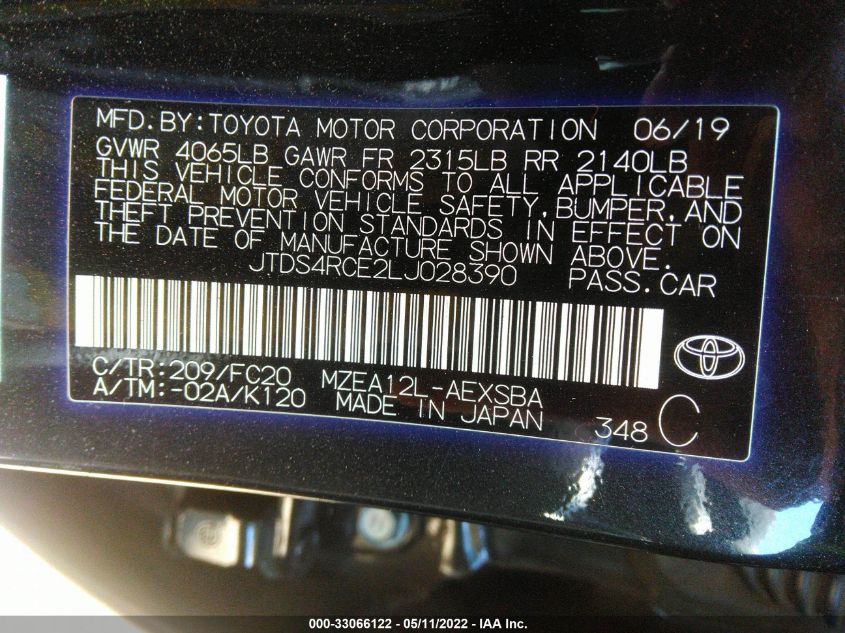 MFD.BY:TOYOTA MOTOR CORPORATION 06/19
GVWR 4065LB GAWR FR 2315LB RR 2140LB
THIS VEHICLE CONFORMS TO ALL APPLICABLE
FEDERAL MOTOR VEHICLE SAFETY,BUMPER,AND
THEFT PREVENTION STANDARDS IN EFFECT ON
THE DATE OF MANUFACTURE SHOWN ABOVE.
JTDS4RCE2LJ028390 PASS.CAR
C/TR:209/FC20 MZEA12L-AEXSBA
A/TM:-02A/K120 MADE IN JAPAN 348 C
000-33066122 - 05/11/2022 - IAA Inc.